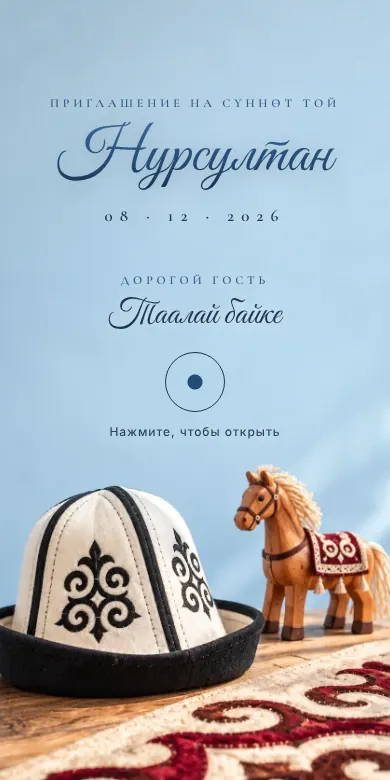 ПРИГЛАШЕНИЕ НА СҮННӨТ ТОЙ
Нурсултан
08 · 12 · 2026
ДОРОГОЙ ГОСТЬ
Таалай байке
Нажмите, чтобы открыть